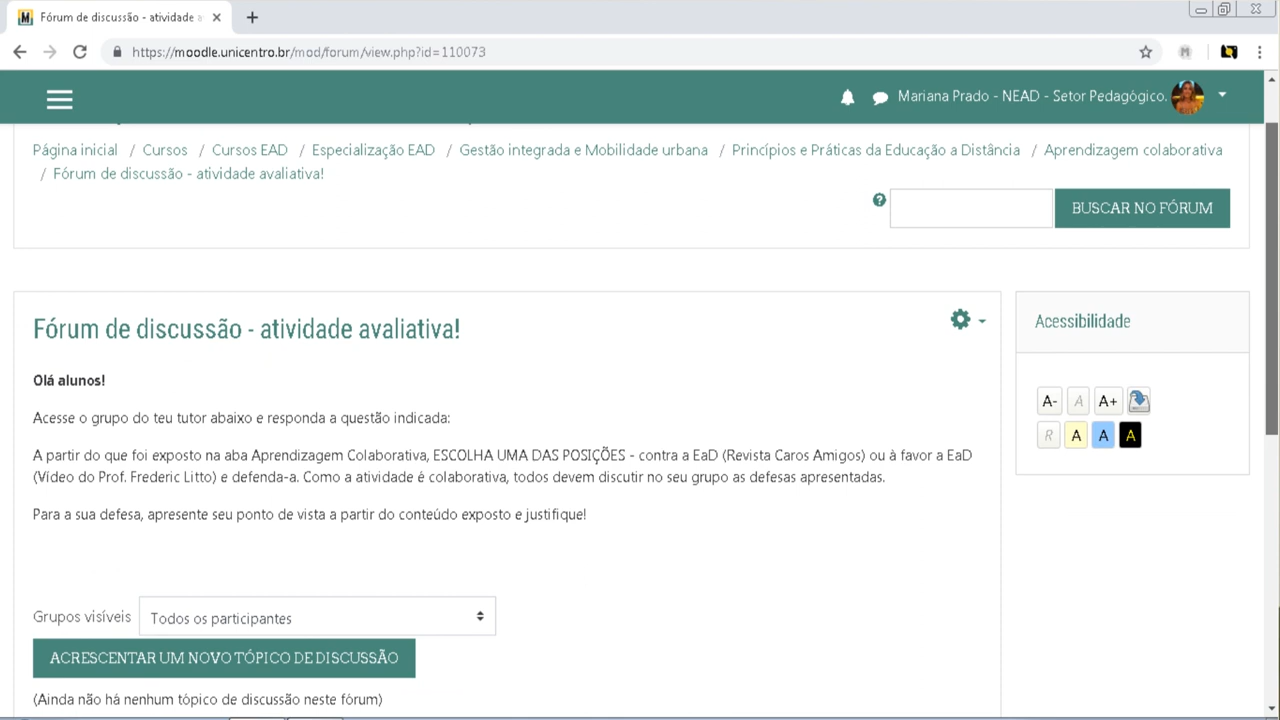 Fórum de discussão - atividade a
https://moodle.unicentro.br/mod/forum/view.php?id=110073
Mariana Prado - NEAD - Setor Pedagógico.
Página inicial / Cursos / Cursos EAD / Especialização EAD / Gestão integrada e Mobilidade urbana / Princípios e Práticas da Educação a Distância / Aprendizagem colaborativa
/ Fórum de discussão - atividade avaliativa!
BUSCAR NO FÓRUM
Fórum de discussão - atividade avaliativa!
Olá alunos!
Acesse o grupo do teu tutor abaixo e responda a questão indicada:
A partir do que foi exposto na aba Aprendizagem Colaborativa, ESCOLHA UMA DAS POSIÇÕES - contra a EaD (Revista Caros Amigos) ou à favor a EaD
(Vídeo do Prof. Frederic Litto) e defenda-a. Como a atividade é colaborativa, todos devem discutir no seu grupo as defesas apresentadas.
Para a sua defesa, apresente seu ponto de vista a partir do conteúdo exposto e justifique!
Grupos visíveis Todos os participantes
ACRESCENTAR UM NOVO TÓPICO DE DISCUSSÃO
(Ainda não há nenhum tópico de discussão neste fórum)
Acessibilidade
A- A A+
R A A A